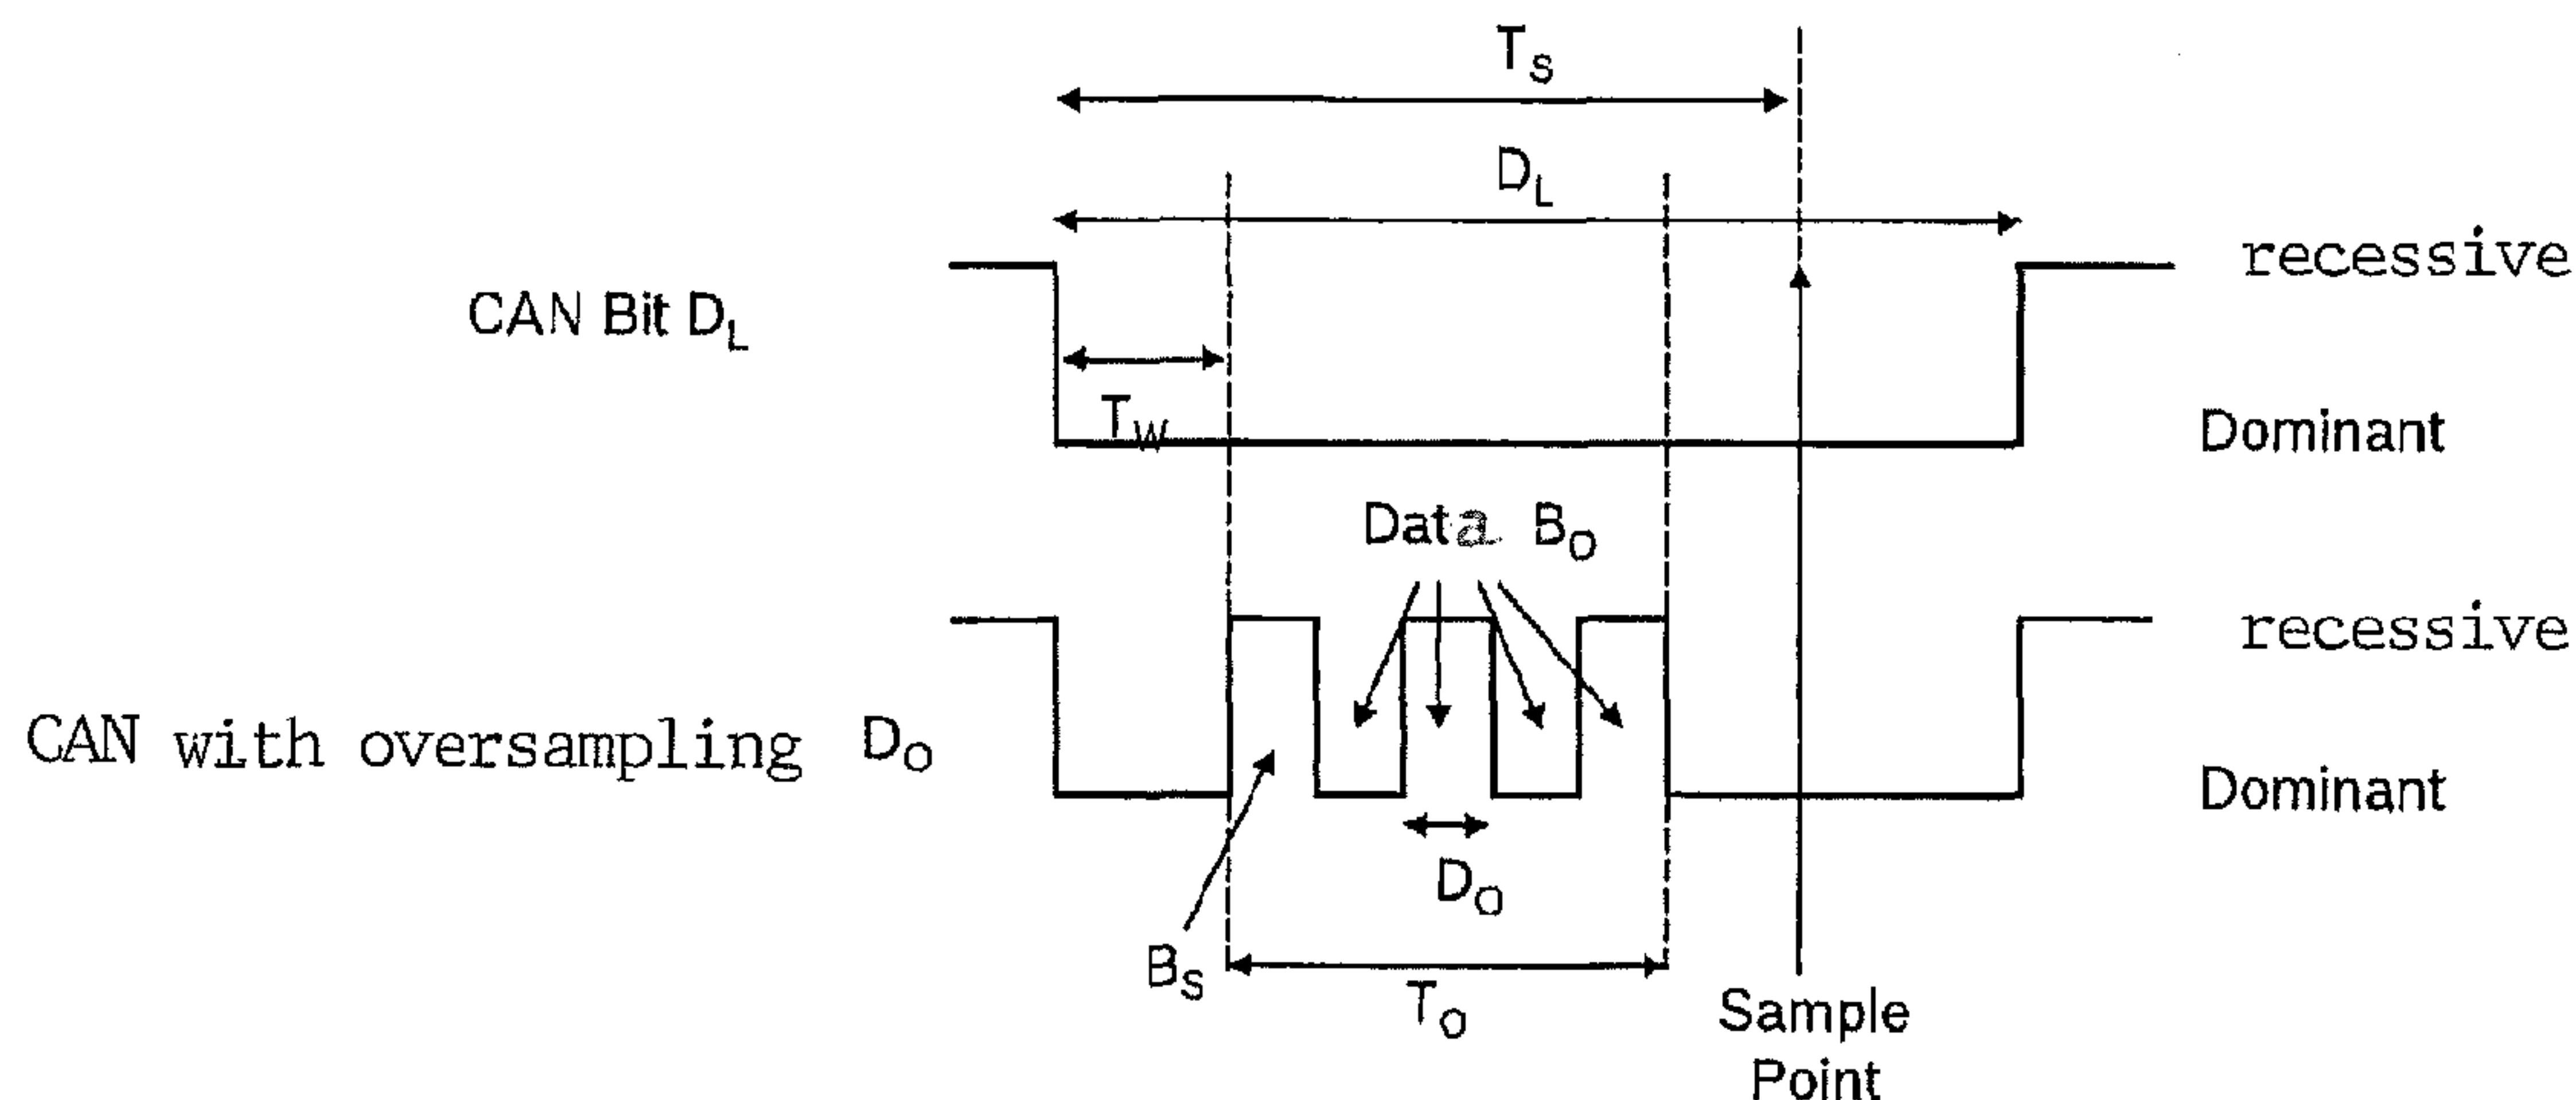 T_S
D_L
recessive
CAN Bit D_L
T_W
Dominant
Data B_O
recessive
CAN with oversampling D_O
Dominant
D_O
B_S
T_O
Sample
Point